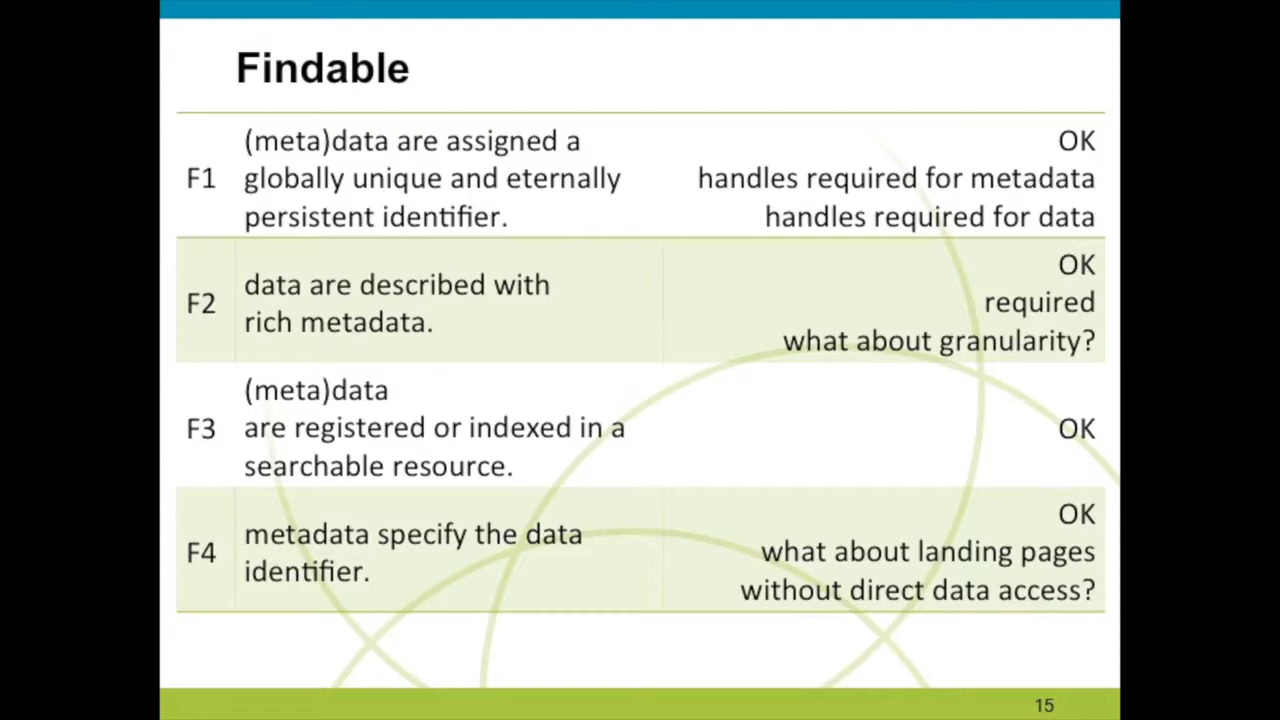 Findable
F1
(meta)data are assigned a
globally unique and eternally
persistent identifier.
OK
handles required for metadata
handles required for data
F2
data are described with
rich metadata.
OK
required
what about granularity?
F3
(meta)data
are registered or indexed in a
searchable resource.
OK
F4
metadata specify the data
identifier.
OK
what about landing pages
without direct data access?
15